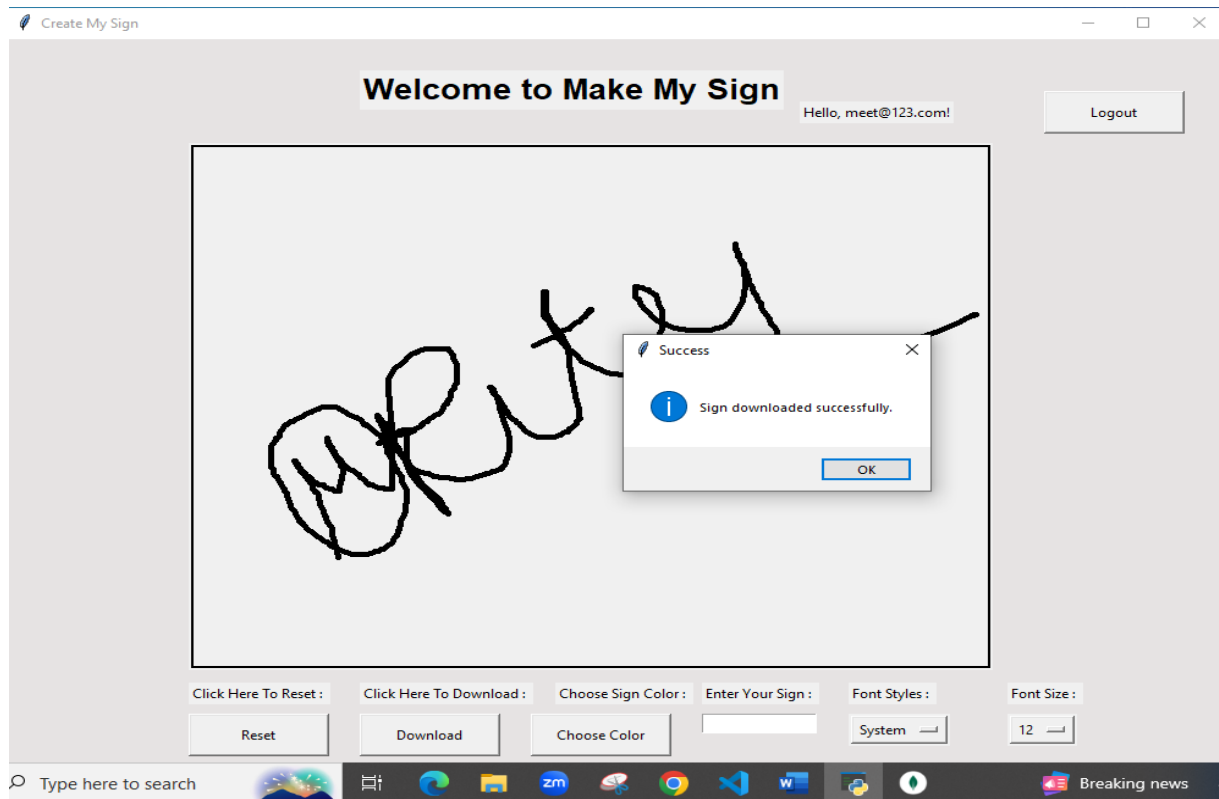 Create My Sign
Welcome to Make My Sign
Hello, meet@123.com!
Logout
Success
Sign downloaded successfully.
OK
Click Here To Reset :
Click Here To Download :
Choose Sign Color :
Enter Your Sign :
Font Styles :
Font Size :
Reset
Download
Choose Color
System
12
Type here to search
zm
W
Breaking news